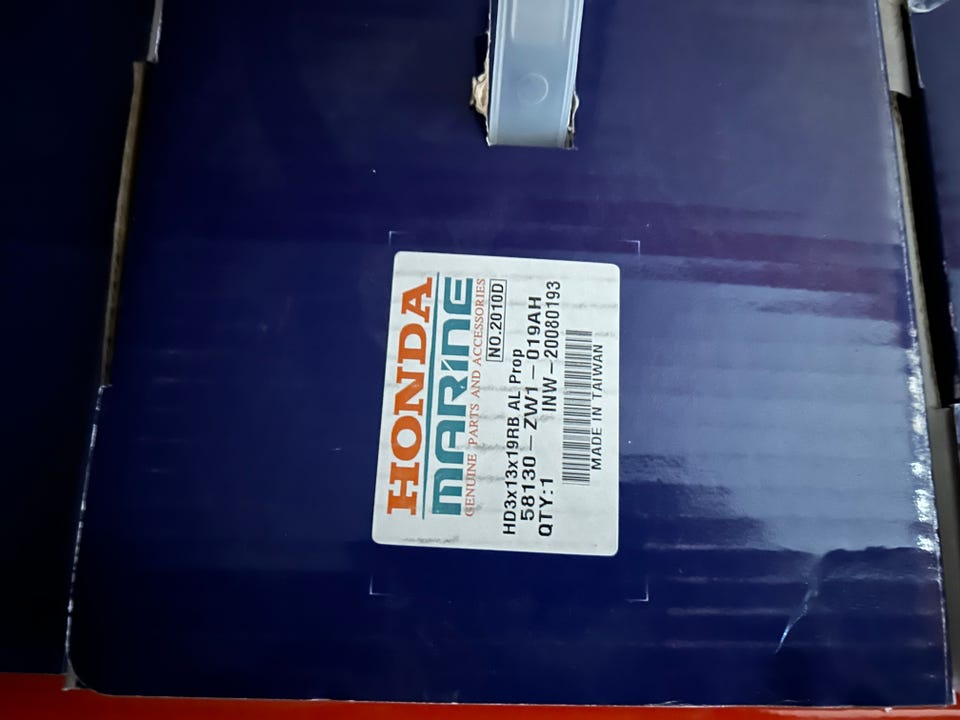 HONDA
MARINE
GENUINE PARTS AND ACCESSORIES
NO.2010D
HD3x13x19RB AL Prop
58130-ZW1-019AH
QTY:1 INW-20080193
MADE IN TAIWAN